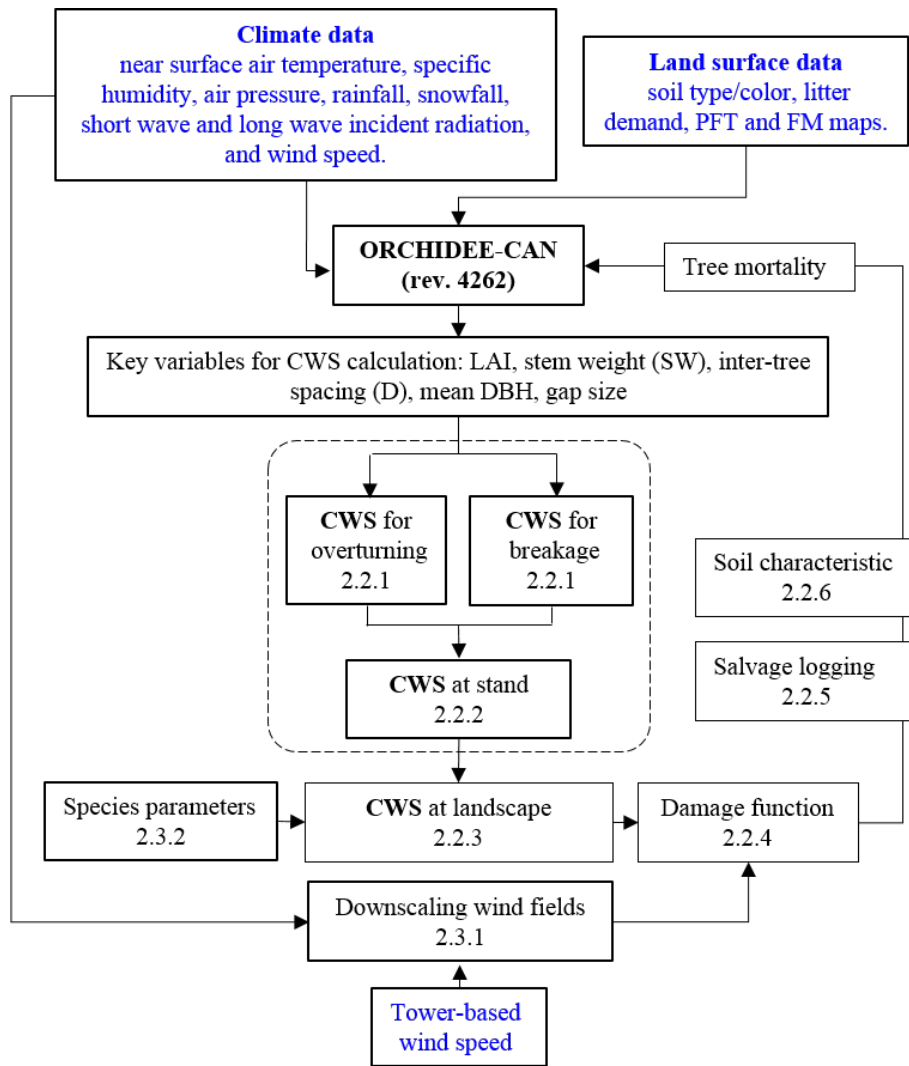 Climate data
near surface air temperature, specific
humidity, air pressure, rainfall, snowfall,
short wave and long wave incident radiation,
and wind speed.
Land surface data
soil type/color, litter
demand, PFT and FM maps.
ORCHIDEE-CAN
(rev. 4262)
Tree mortality
Key variables for CWS calculation: LAI, stem weight (SW), inter-tree
spacing (D), mean DBH, gap size
CWS for
overturning
2.2.1
CWS for
breakage
2.2.1
Soil characteristic
2.2.6
Salvage logging
2.2.5
CWS at stand
2.2.2
Species parameters
2.3.2
CWS at landscape
2.2.3
Damage function
2.2.4
Downscaling wind fields
2.3.1
Tower-based
wind speed